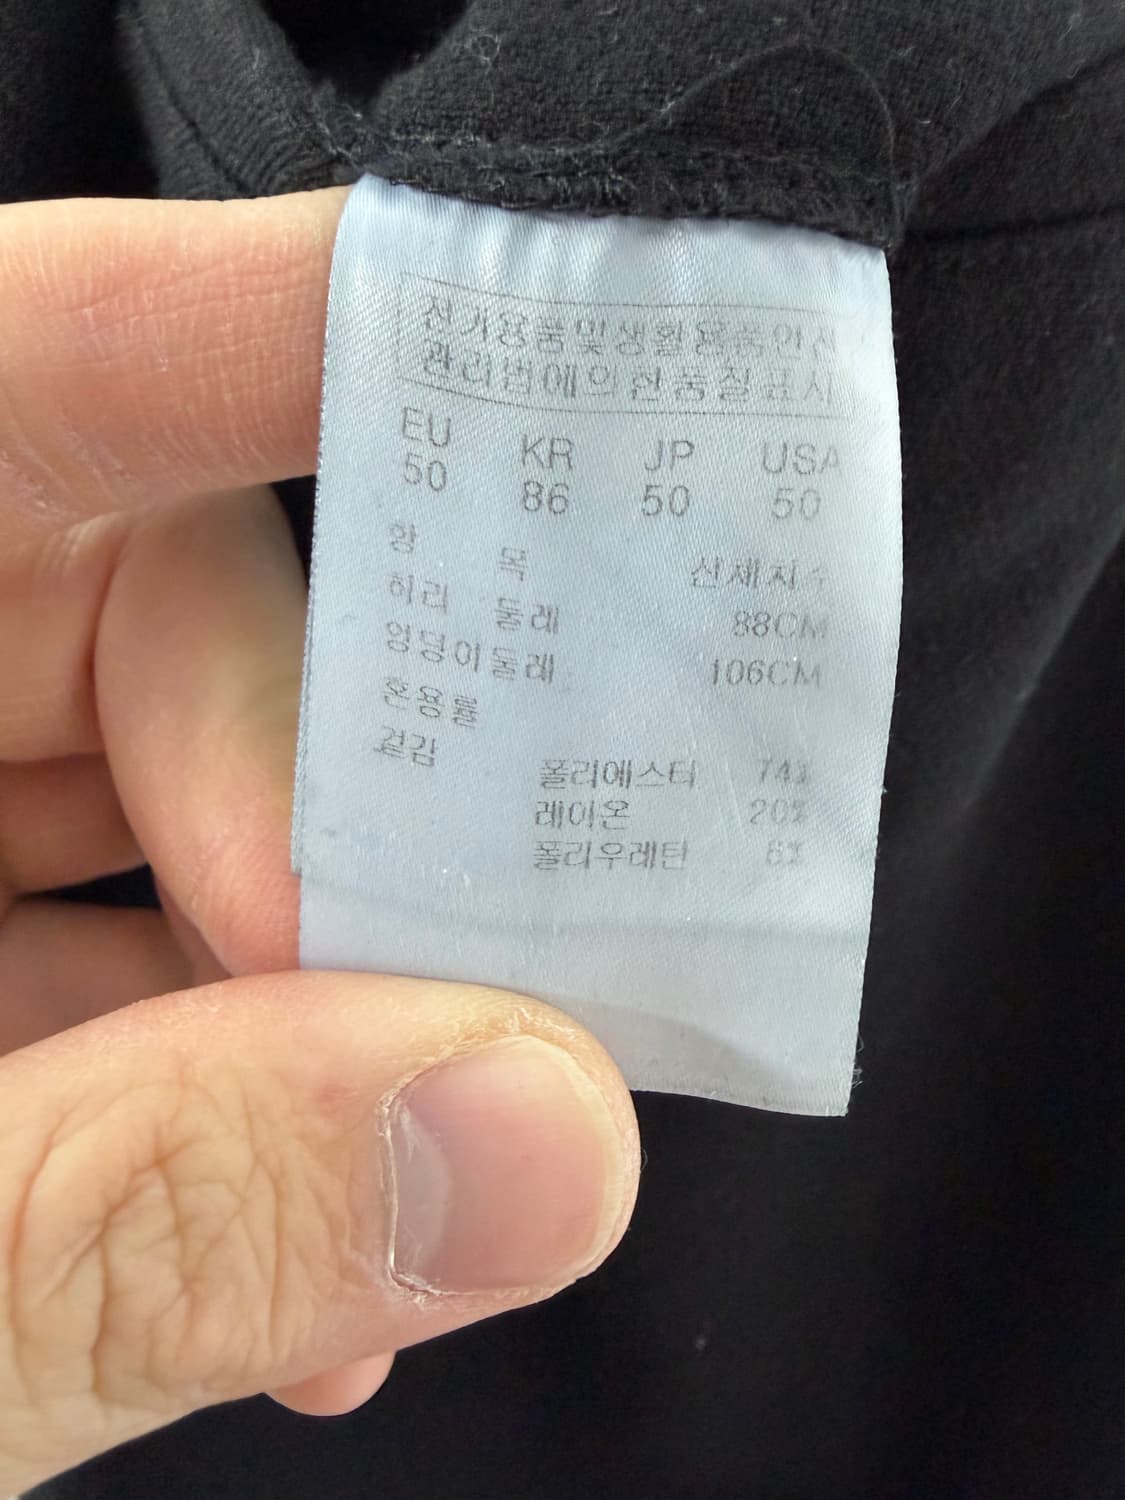 전기용품및생활용품안전
관리법에의한품질표시
EU KR JP USA
50 86 50 50
항 목 신체치수
허리 둘레 88CM
엉덩이둘레 106CM
혼용율
겉감
폴리에스터 74%
레이온 20%
폴리우레탄 6%